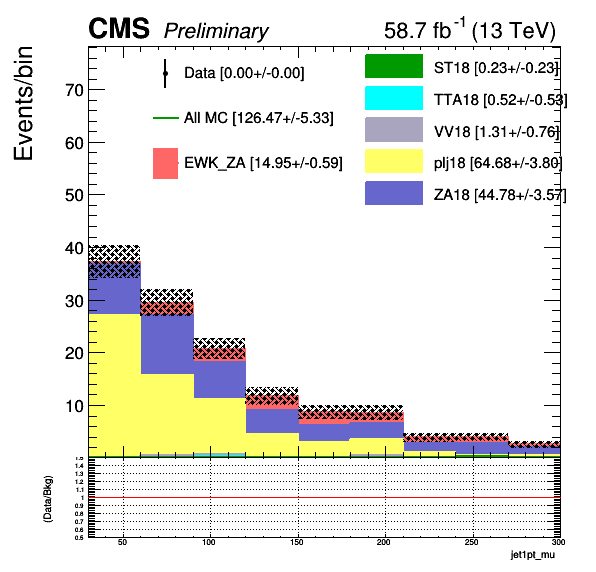 CMS Preliminary 58.7 fb⁻¹ (13 TeV)
Events/bin
Data [0.00+/-0.00]
All MC [126.47+/-5.33]
EWK_ZA [14.95+/-0.59]
ST18 [0.23+/-0.23]
TTA18 [0.52+/-0.53]
VV18 [1.31+/-0.76]
plj18 [64.68+/-3.80]
ZA18 [44.78+/-3.57]
70
60
50
40
30
20
10
(Data/Bkg)
1.5
1.4
1.3
1.2
1.1
1
0.9
0.8
0.7
0.6
0.5
50 100 150 200 250 300
jet1pt_mu